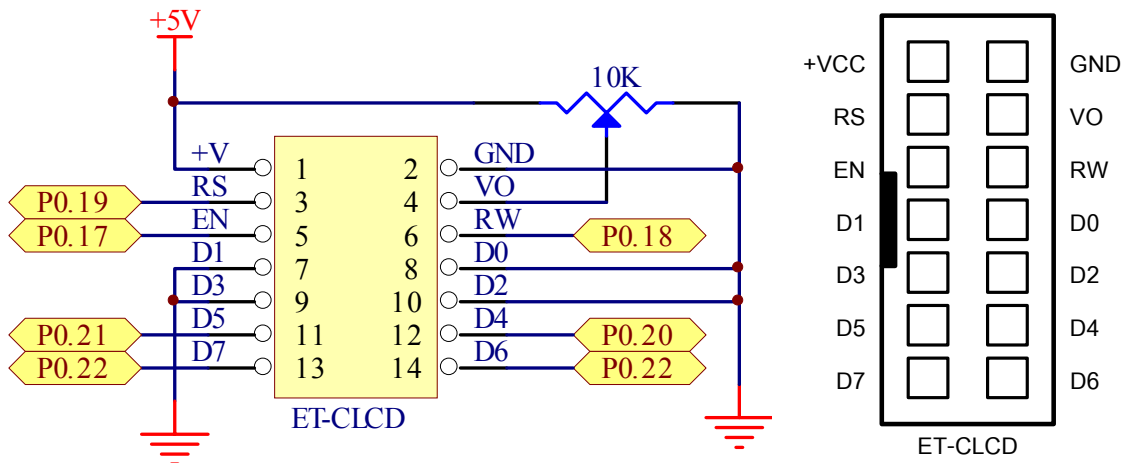 +5V
10K
+V 1 2 GND
P0.19 RS 3 4 VO
P0.17 EN 5 6 RW P0.18
D1 7 8 D0
D3 9 10 D2
P0.21 D5 11 12 D4 P0.20
P0.22 D7 13 14 D6 P0.22
ET-CLCD
+VCC GND
RS VO
EN RW
D1 D0
D3 D2
D5 D4
D7 D6
ET-CLCD